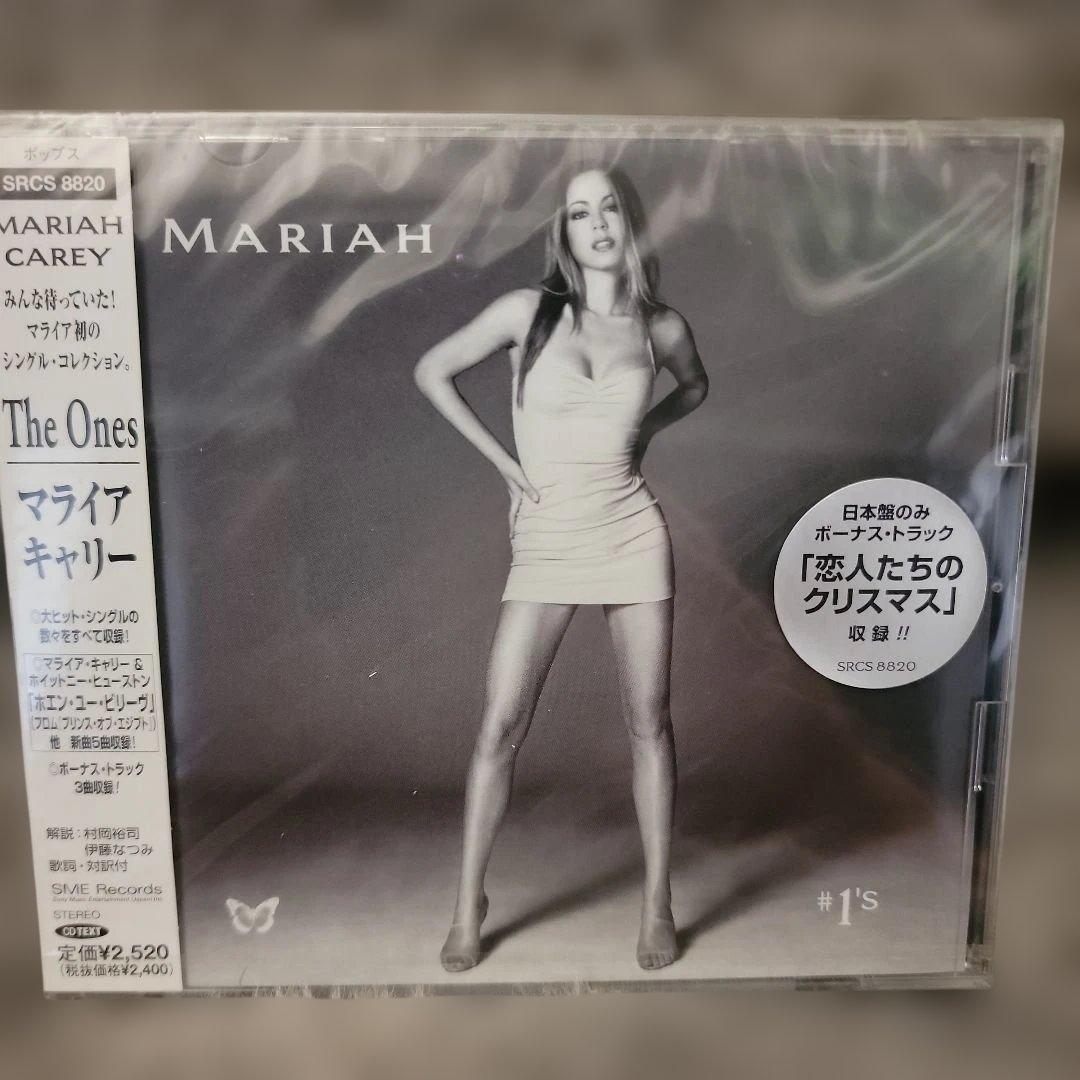 ポップス
SRCS 8820
MARIAH
CAREY
みんな待っていた!
マライア初の
シングル・コレクション。
The Ones
マライア
キャリー
◎大ヒット・シングルの
数々をすべて収録!
◎マライア・キャリー &
ホイットニー・ヒューストン
「ホエン・ユー・ビリーヴ」
(フロム「プリンス・オブ・エジプト」)
他 新曲5曲収録!
◎ボーナス・トラック
3曲収録!
解説:村岡裕司
伊藤なつみ
歌詞・対訳付
SME Records
Sony Music Entertainment (Japan) Inc.
STEREO
CD TEXT
定価¥2,520
(税抜価格¥2,400)
MARIAH
日本盤のみ
ボーナス・トラック
「恋人たちの
クリスマス」
収録!!
SRCS 8820
#1's